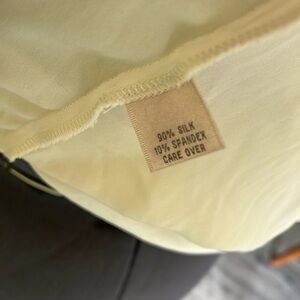 90% SILK
10% SPANDEX
CARE OVER